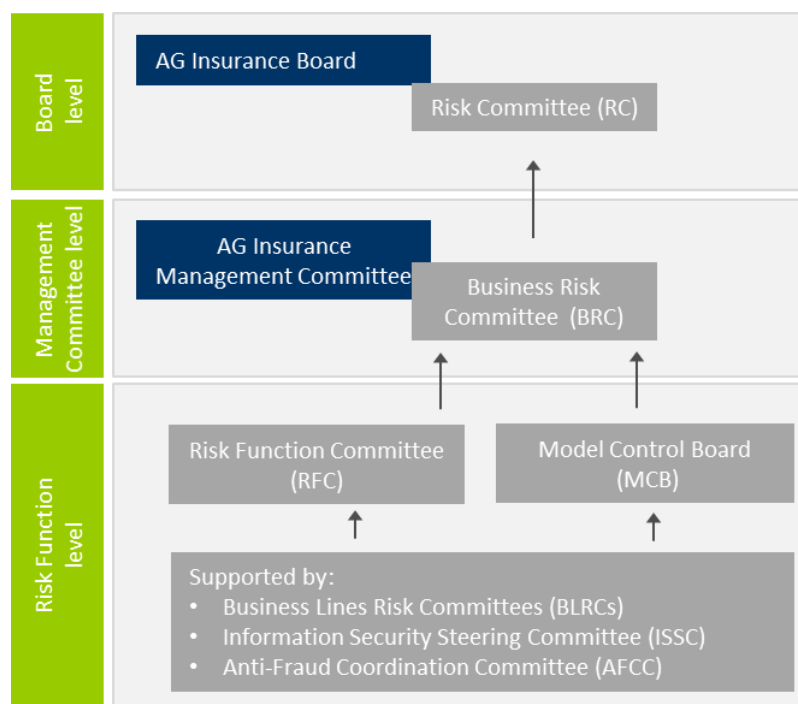 Board
level
AG Insurance Board
Risk Committee (RC)
Management
Committee level
AG Insurance
Management Committee
Business Risk
Committee (BRC)
Risk Function
level
Risk Function Committee
(RFC)
Model Control Board
(MCB)
Supported by:
• Business Lines Risk Committees (BLRCs)
• Information Security Steering Committee (ISSC)
• Anti-Fraud Coordination Committee (AFCC)